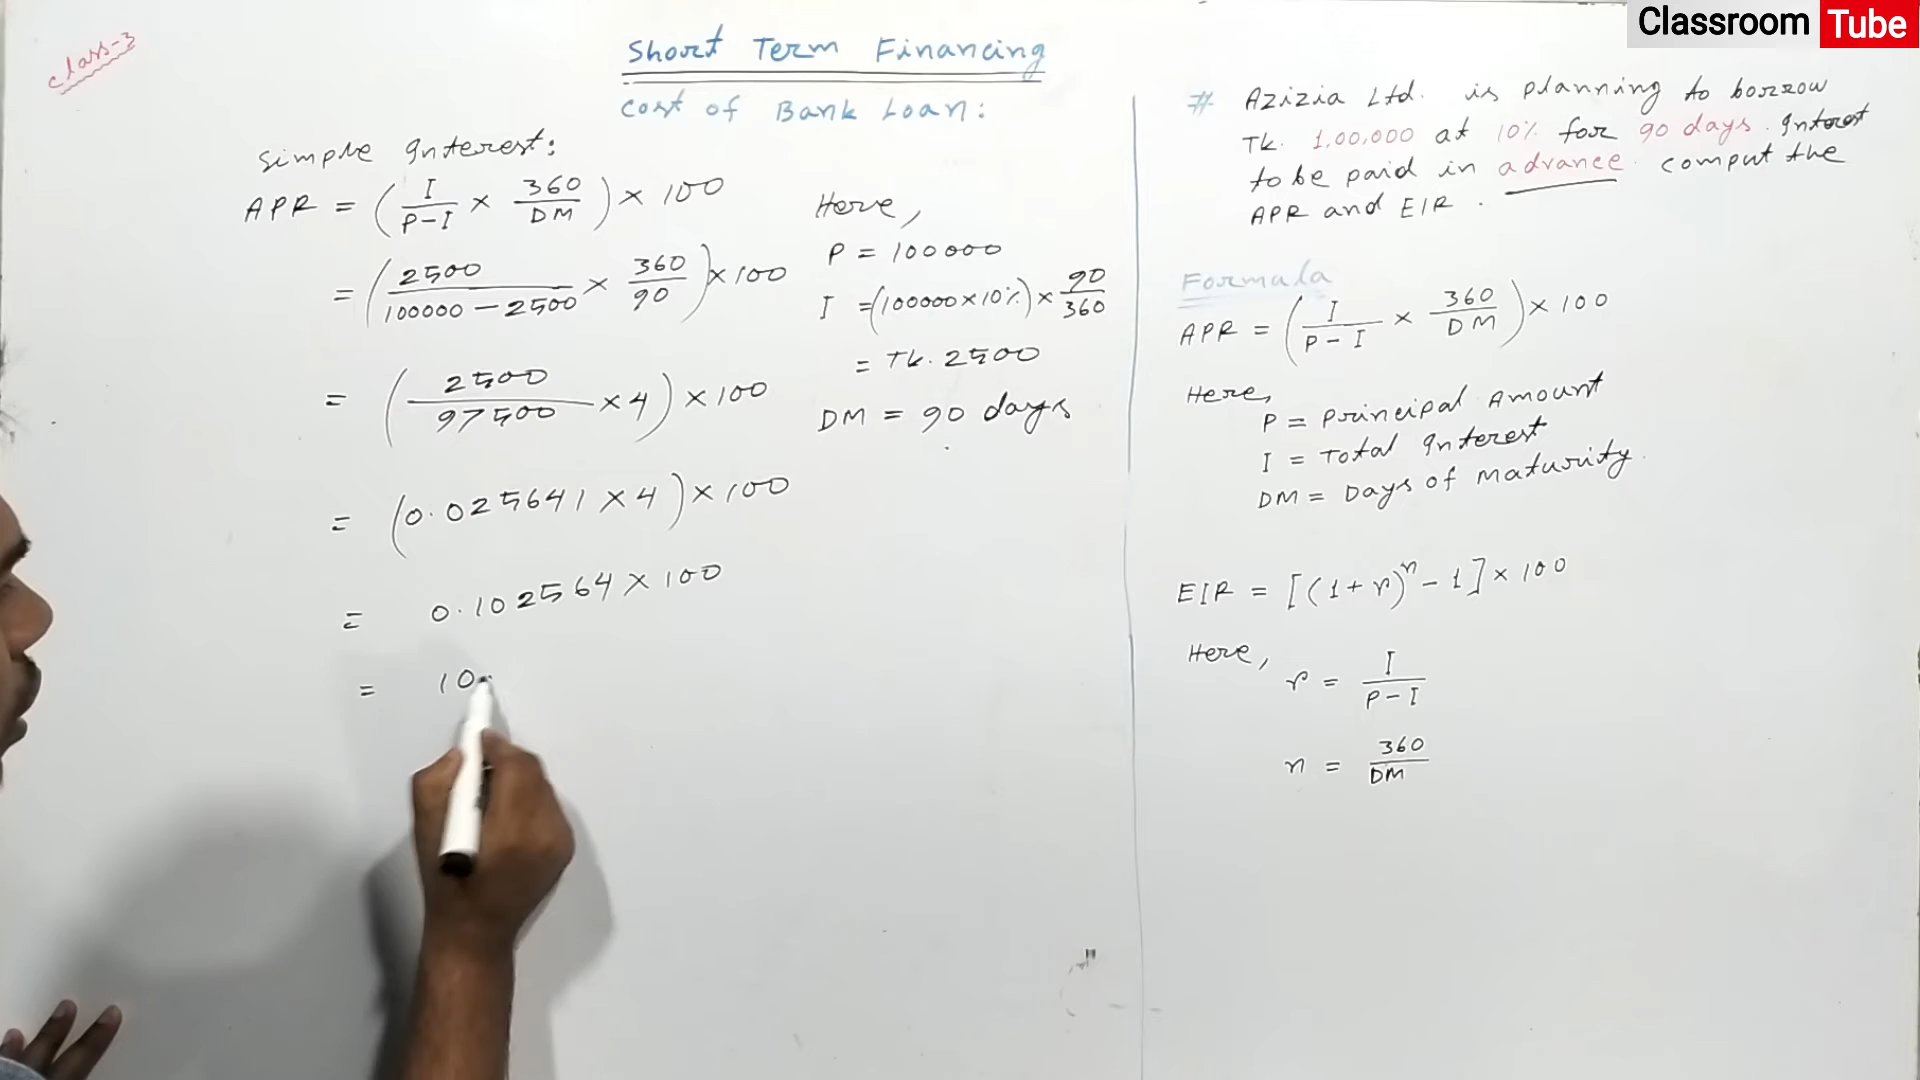 Classroom Tube
class-3
Short Term Financing
Cost of Bank Loan:
Simple Interest:
APR = (I/P-I × 360/DM) × 100
= (2500/100000-2500 × 360/90) × 100
= (2500/97500 × 4) × 100
= (0.025641 × 4) × 100
= 0.102564 × 100
= 10.
Here,
P = 100000
I = (100000×10%) × 90/360
= Tk. 2500
DM = 90 days
# Azizia Ltd. is planning to borrow
Tk. 1,00,000 at 10% for 90 days. Interest
to be paid in advance. comput the
APR and EIR.
Formula
APR = (I/P-I × 360/DM) × 100
Here,
P = Principal Amount
I = Total Interest
DM = Days of maturity.
EIR = [(1+r)^n - 1] × 100
Here,
r = I/P-I
n = 360/DM